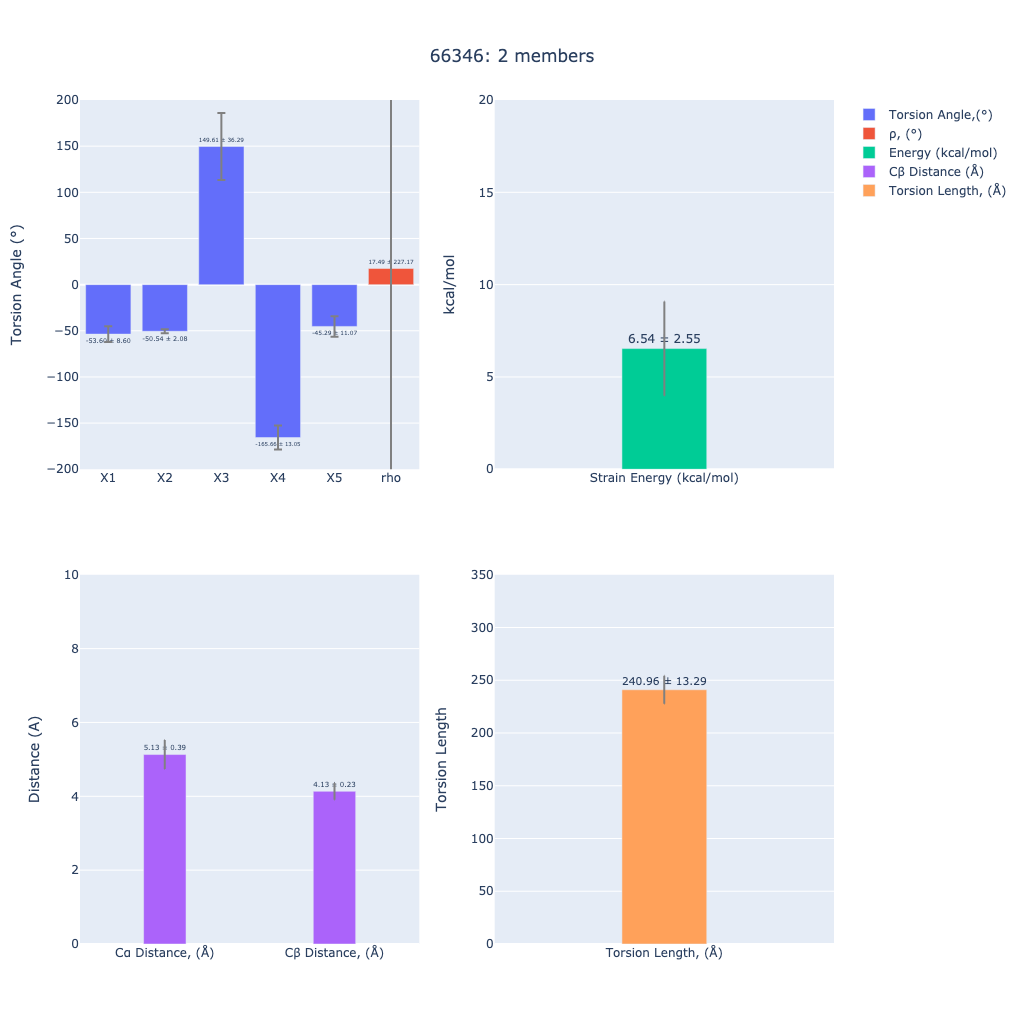 66346: 2 members
Torsion Angle (°)
200
150
100
50
0
−50
−100
−150
−200
149.61 ± 36.29
17.49 ± 227.17
-53.60 ± 8.60
-50.54 ± 2.08
-45.29 ± 11.07
-165.66 ± 13.05
X1
X2
X3
X4
X5
rho
kcal/mol
20
15
10
5
0
6.54 ± 2.55
Strain Energy (kcal/mol)
Torsion Angle,(°)
ρ, (°)
Energy (kcal/mol)
Cβ Distance (Å)
Torsion Length, (Å)
Distance (A)
10
8
6
4
2
0
5.13 ± 0.39
4.13 ± 0.23
Cα Distance, (Å)
Cβ Distance, (Å)
Torsion Length
350
300
250
200
150
100
50
0
240.96 ± 13.29
Torsion Length, (Å)